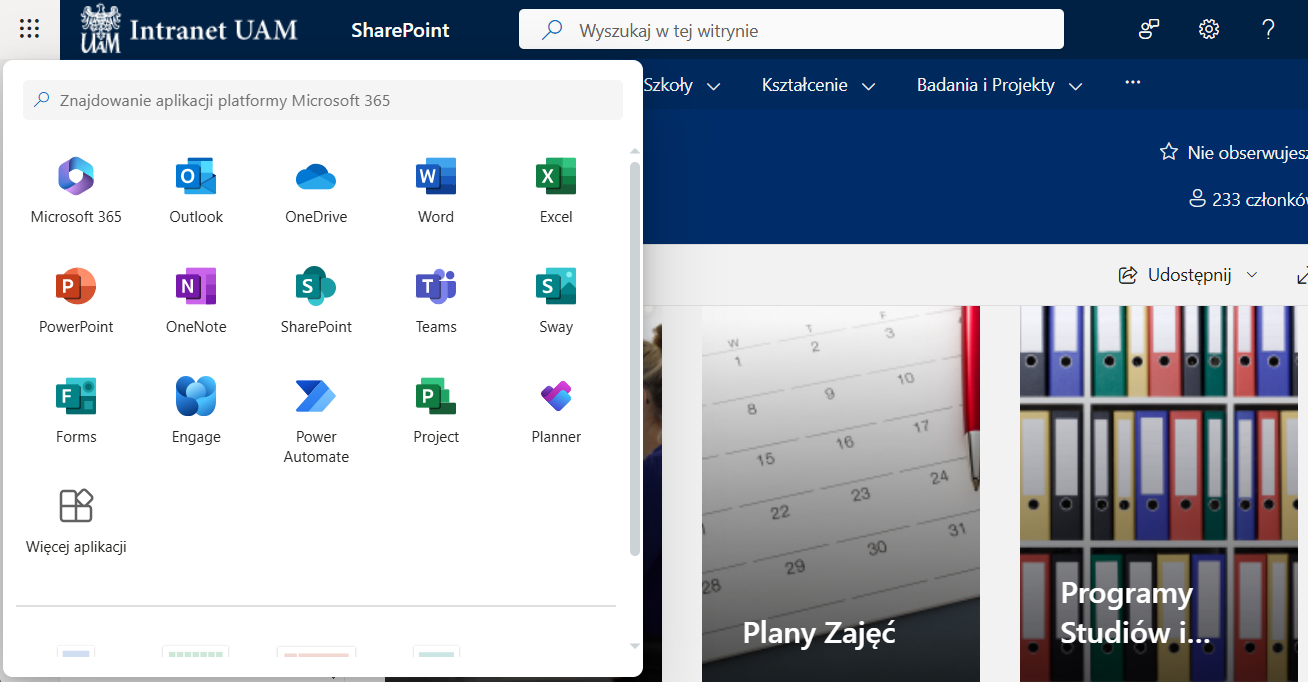 UAM
Intranet UAM
SharePoint
Wyszukaj w tej witrynie
?
Szkoły
Kształcenie
Badania i Projekty
...
Znajdowanie aplikacji platformy Microsoft 365
Microsoft 365
Outlook
OneDrive
Word
Excel
PowerPoint
OneNote
SharePoint
Teams
Sway
Forms
Engage
Power
Automate
Project
Planner
Więcej aplikacji
Nie obserwujesz
233 członków
Udostępnij
W T F
1 2 3
8 9 10
15 16 17
22 23 24
28 29 30 31
Plany Zajęć
Programy
Studiów i...